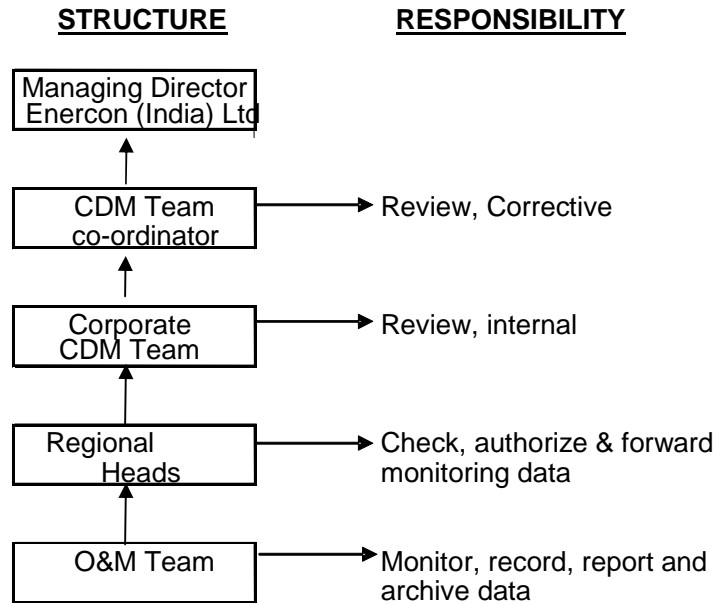 STRUCTURE
RESPONSIBILITY
Managing Director
Enercon (India) Ltd
CDM Team
co-ordinator
Review, Corrective
Corporate
CDM Team
Review, internal
Regional
Heads
Check, authorize & forward
monitoring data
O&M Team
Monitor, record, report and
archive data